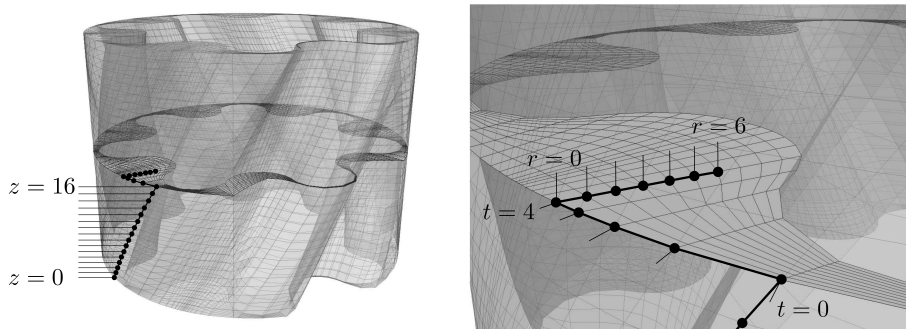 z = 16
z = 0
r = 6
r = 0
t = 4
t = 0